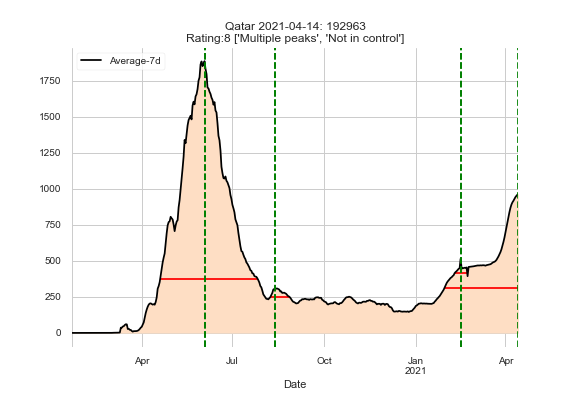 Qatar 2021-04-14: 192963
Rating:8 ['Multiple peaks', 'Not in control']
Average-7d
1750
1500
1250
1000
750
500
250
0
Apr
Jul
Oct
Jan
2021
Apr
Date